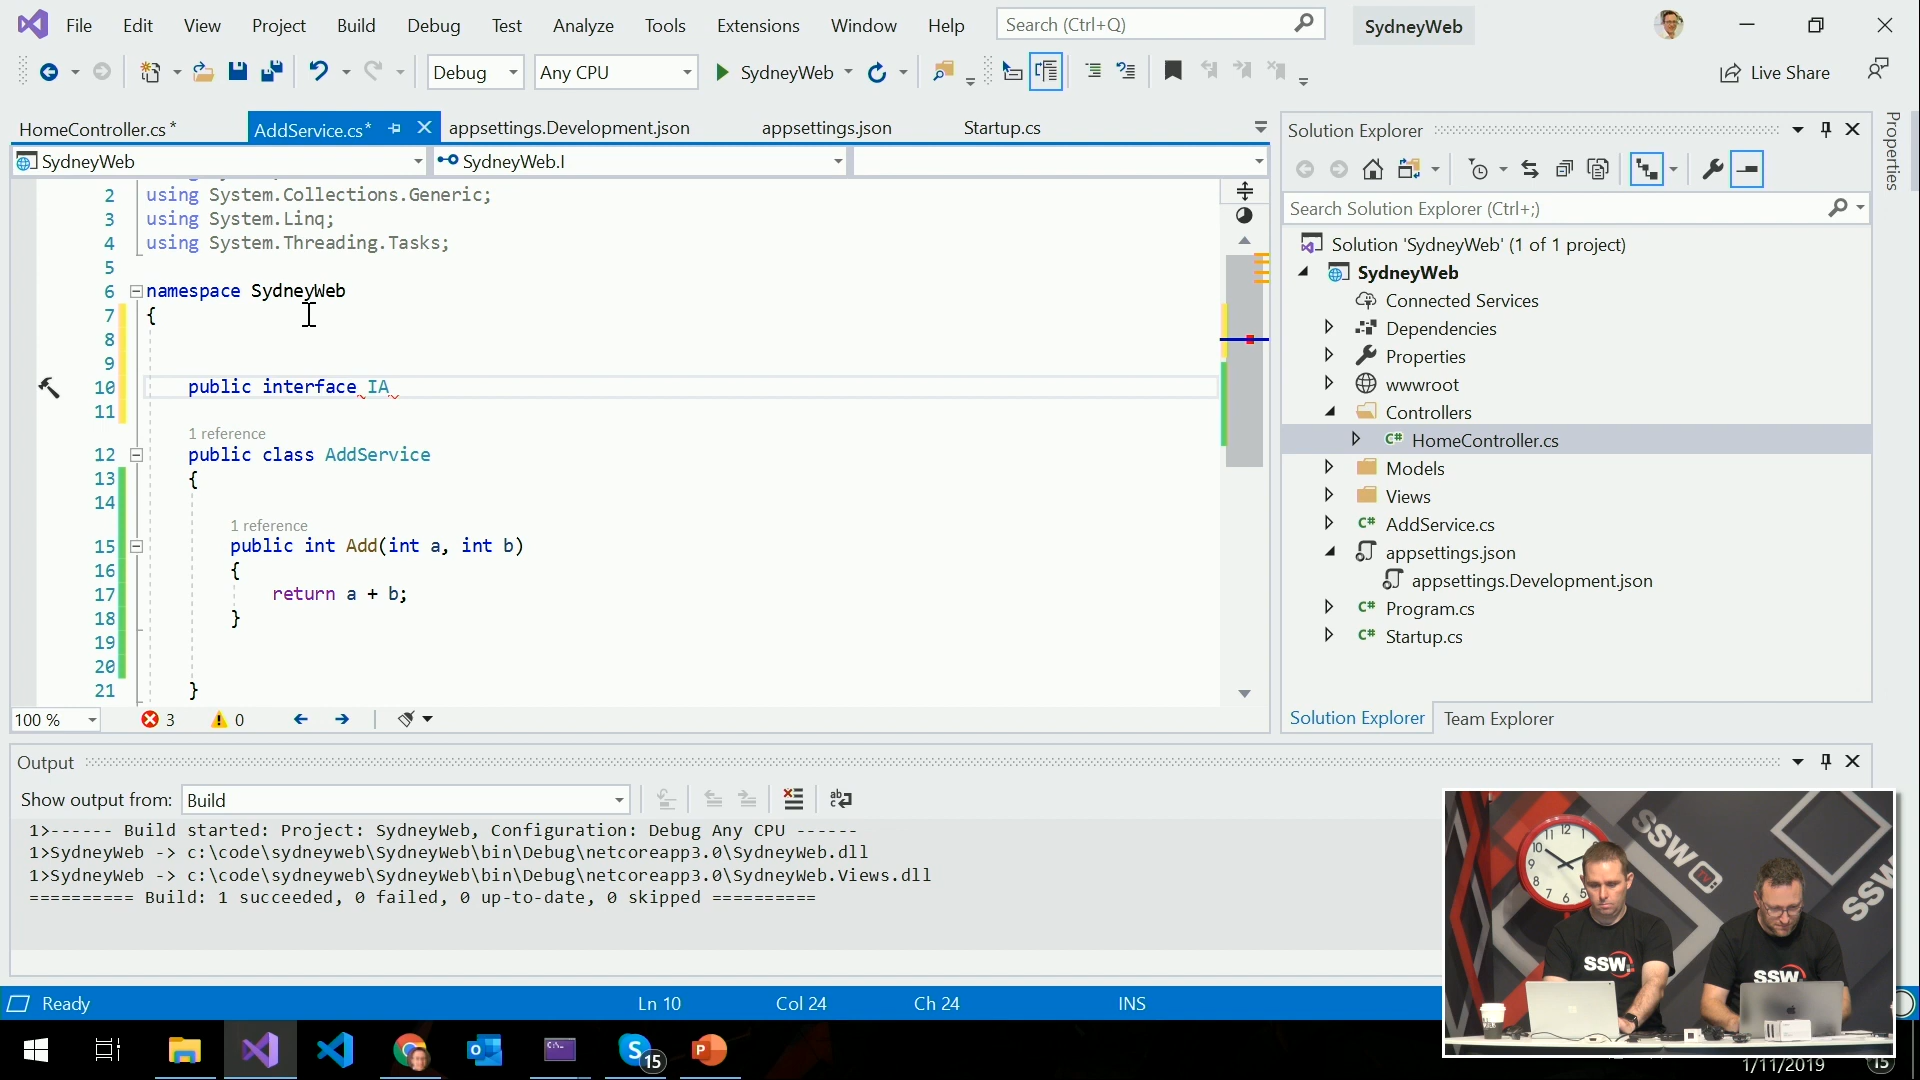 File Edit View Project Build Debug Test Analyze Tools Extensions Window Help Search (Ctrl+Q) SydneyWeb
Debug Any CPU SydneyWeb Live Share
HomeController.cs* AddService.cs* appsettings.Development.json appsettings.json Startup.cs
SydneyWeb SydneyWeb.I
2 using System.Collections.Generic;
3 using System.Linq;
4 using System.Threading.Tasks;
5
6 namespace SydneyWeb
7 {
8
9
10 public interface IA
11
1 reference
12 public class AddService
13 {
14
1 reference
15 public int Add(int a, int b)
16 {
17 return a + b;
18 }
19
20
21 }
100 % 3 0
Solution Explorer
Search Solution Explorer (Ctrl+;)
Solution 'SydneyWeb' (1 of 1 project)
SydneyWeb
Connected Services
Dependencies
Properties
wwwroot
Controllers
C# HomeController.cs
Models
Views
C# AddService.cs
appsettings.json
appsettings.Development.json
C# Program.cs
C# Startup.cs
Solution Explorer Team Explorer
Properties
Output
Show output from: Build
1>------ Build started: Project: SydneyWeb, Configuration: Debug Any CPU ------
1>SydneyWeb -> c:\code\sydneyweb\SydneyWeb\bin\Debug\netcoreapp3.0\SydneyWeb.dll
1>SydneyWeb -> c:\code\sydneyweb\SydneyWeb\bin\Debug\netcoreapp3.0\SydneyWeb.Views.dll
========== Build: 1 succeeded, 0 failed, 0 up-to-date, 0 skipped ==========
Ready Ln 10 Col 24 Ch 24 INS
SSW TV
SSW
SSW
SSW
15
1/11/2019
15